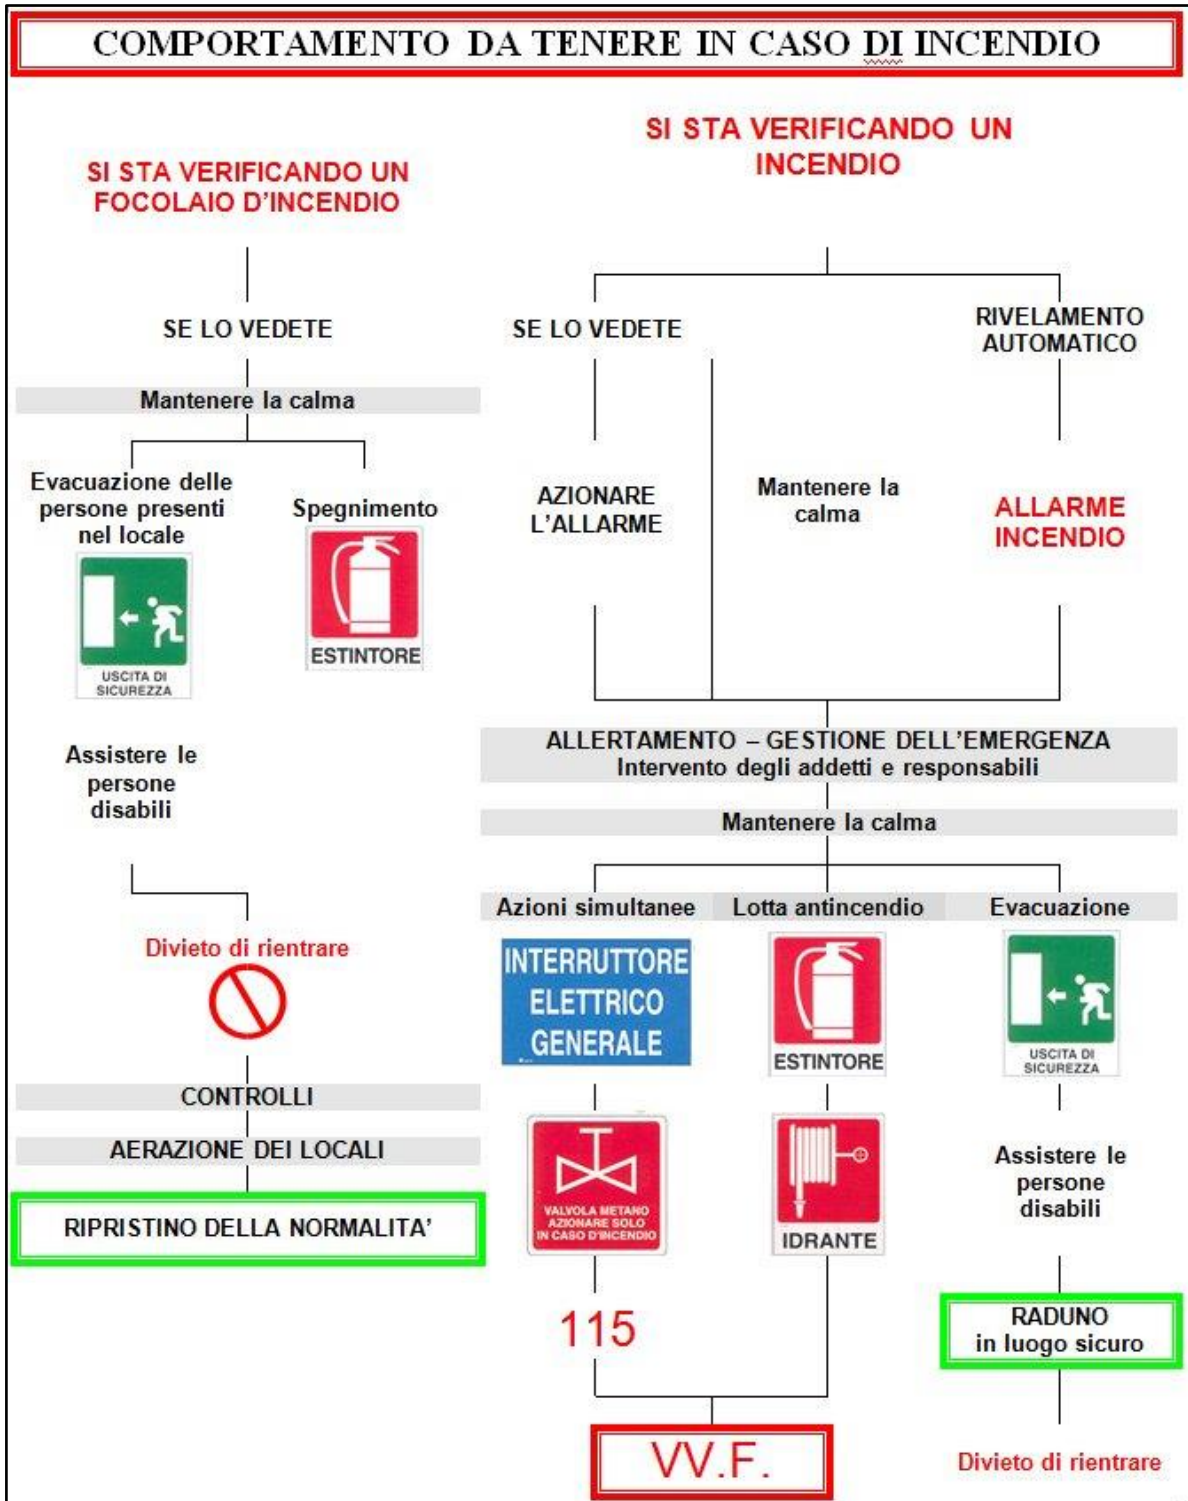 COMPORTAMENTO DA TENERE IN CASO DI INCENDIO
SI STA VERIFICANDO UN
FOCOLAIO D'INCENDIO
SE LO VEDETE
Mantenere la calma
Evacuazione delle
persone presenti
nel locale
USCITA DI
SICUREZZA
Spegnimento
ESTINTORE
Assistere le
persone
disabili
Divieto di rientrare
CONTROLLI
AERAZIONE DEI LOCALI
RIPRISTINO DELLA NORMALITA'
SI STA VERIFICANDO UN
INCENDIO
SE LO VEDETE
RIVELAMENTO
AUTOMATICO
AZIONARE
L'ALLARME
Mantenere la
calma
ALLARME
INCENDIO
ALLERTAMENTO – GESTIONE DELL'EMERGENZA
Intervento degli addetti e responsabili
Mantenere la calma
Azioni simultanee
INTERRUTTORE
ELETTRICO
GENERALE
VALVOLA METANO
AZIONARE SOLO
IN CASO D'INCENDIO
115
Lotta antincendio
ESTINTORE
IDRANTE
VV.F.
Evacuazione
USCITA DI
SICUREZZA
Assistere le
persone
disabili
RADUNO
in luogo sicuro
Divieto di rientrare